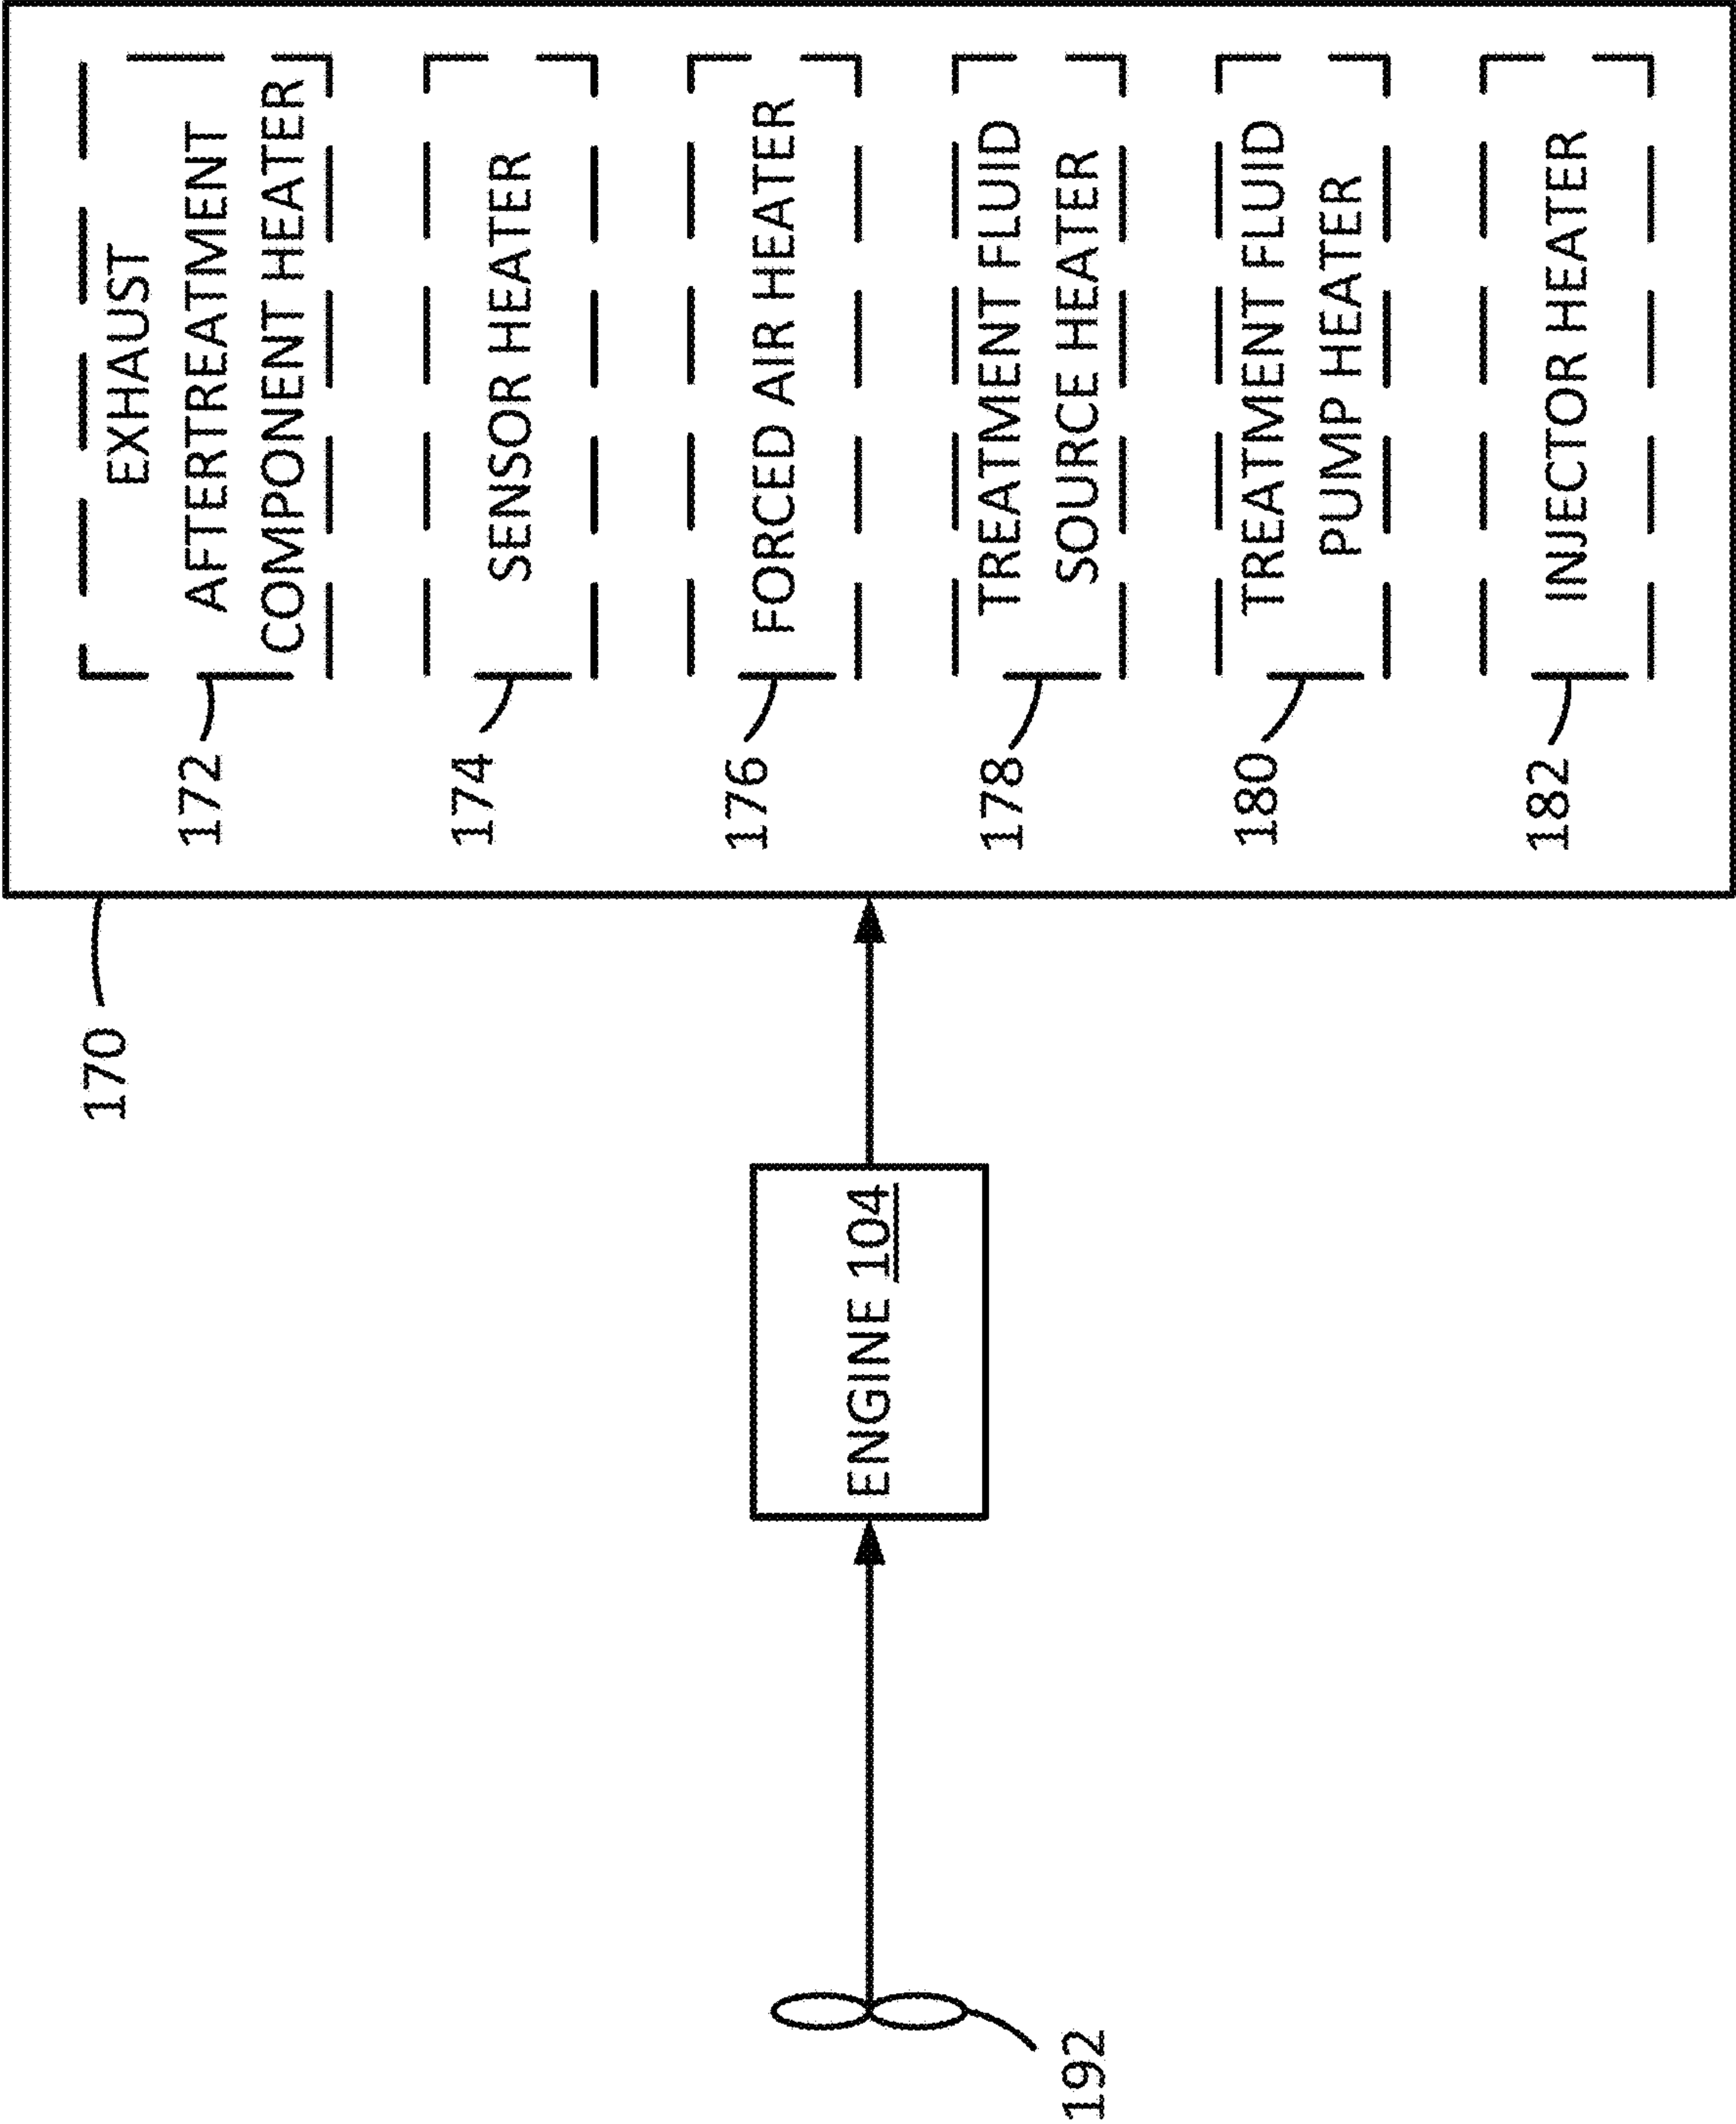 170
172
EXHAUST
AFTERTREATMENT
COMPONENT HEATER
174
SENSOR HEATER
176
FORCED AIR HEATER
178
TREATMENT FLUID
SOURCE HEATER
180
TREATMENT FLUID
PUMP HEATER
182
INJECTOR HEATER
ENGINE 104
192